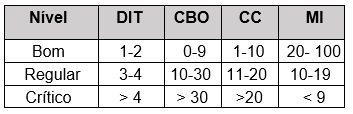 Nível DIT CBO CC MI
Bom 1-2 0-9 1-10 20- 100
Regular 3-4 10-30 11-20 10-19
Crítico > 4 > 30 >20 < 9